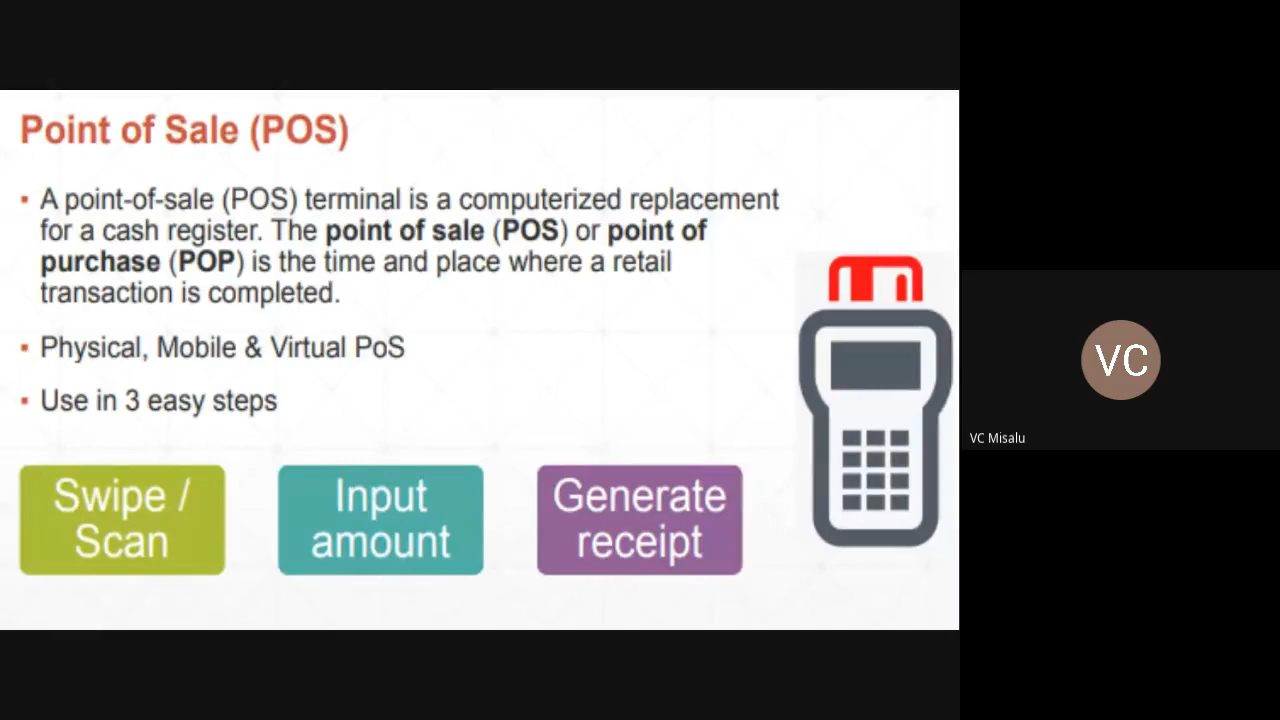 Point of Sale (POS)
▪ A point-of-sale (POS) terminal is a computerized replacement
for a cash register. The point of sale (POS) or point of
purchase (POP) is the time and place where a retail
transaction is completed.
▪ Physical, Mobile & Virtual PoS
▪ Use in 3 easy steps
Swipe /
Scan
Input
amount
Generate
receipt
VC
VC Misalu